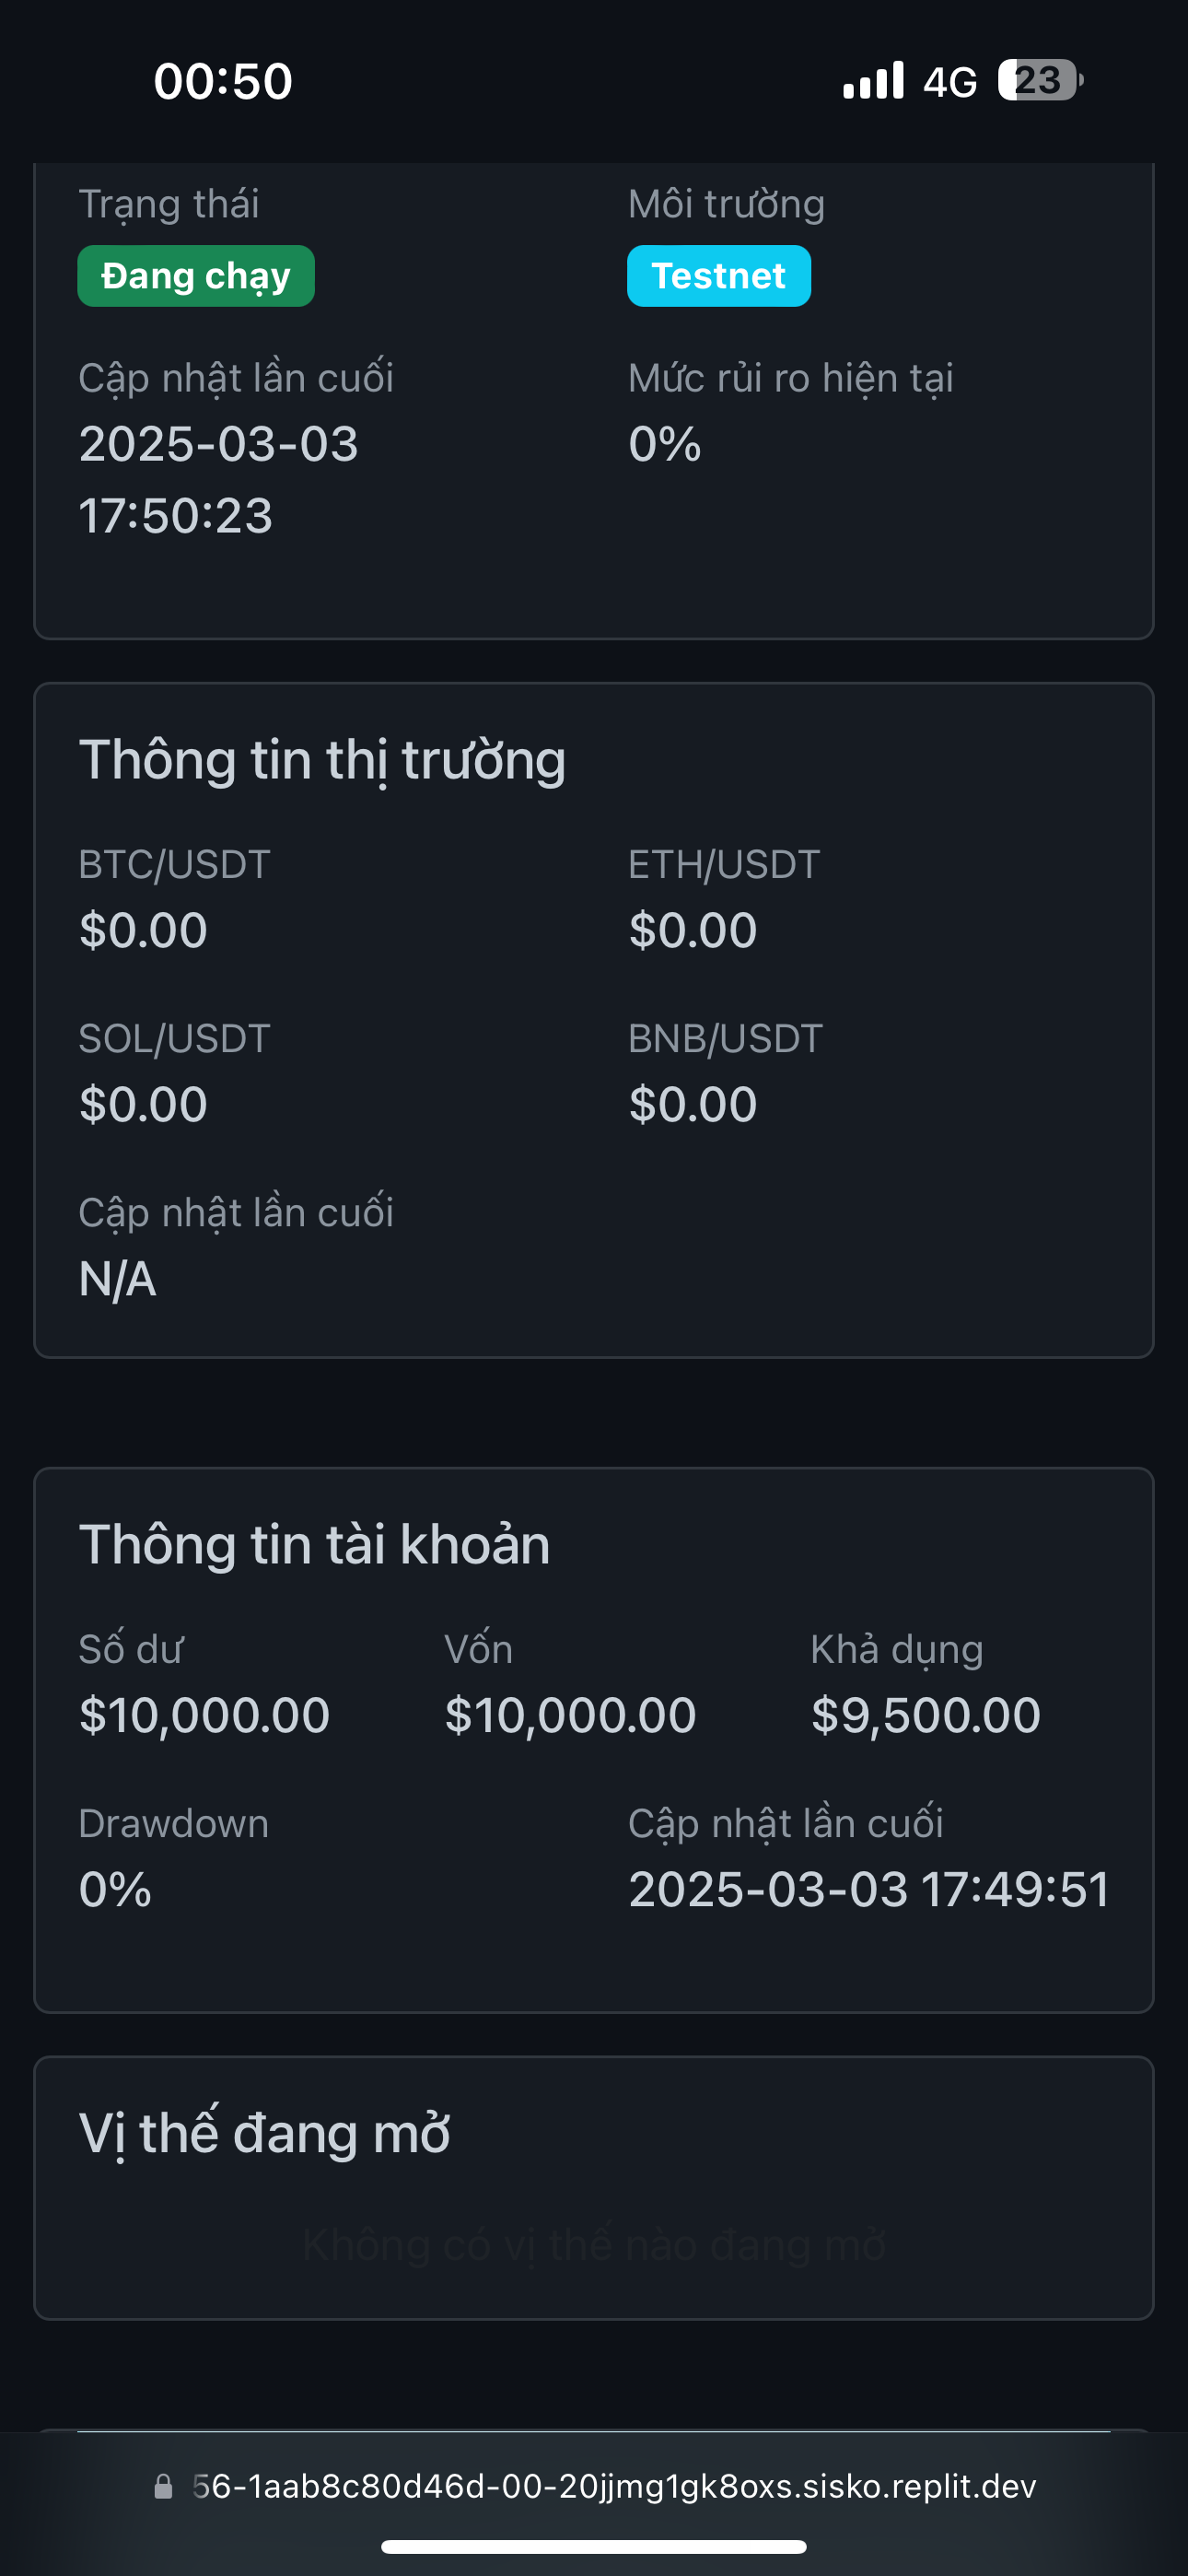 00:50 4G 23
Trạng thái Môi trường
Đang chạy Testnet
Cập nhật lần cuối Mức rủi ro hiện tại
2025-03-03 0%
17:50:23
Thông tin thị trường
BTC/USDT ETH/USDT
$0.00 $0.00
SOL/USDT BNB/USDT
$0.00 $0.00
Cập nhật lần cuối
N/A
Thông tin tài khoản
Số dư Vốn Khả dụng
$10,000.00 $10,000.00 $9,500.00
Drawdown Cập nhật lần cuối
0% 2025-03-03 17:49:51
Vị thế đang mở
Không có vị thế nào đang mở
56-1aab8c80d46d-00-20jjmg1gk8oxs.sisko.replit.dev